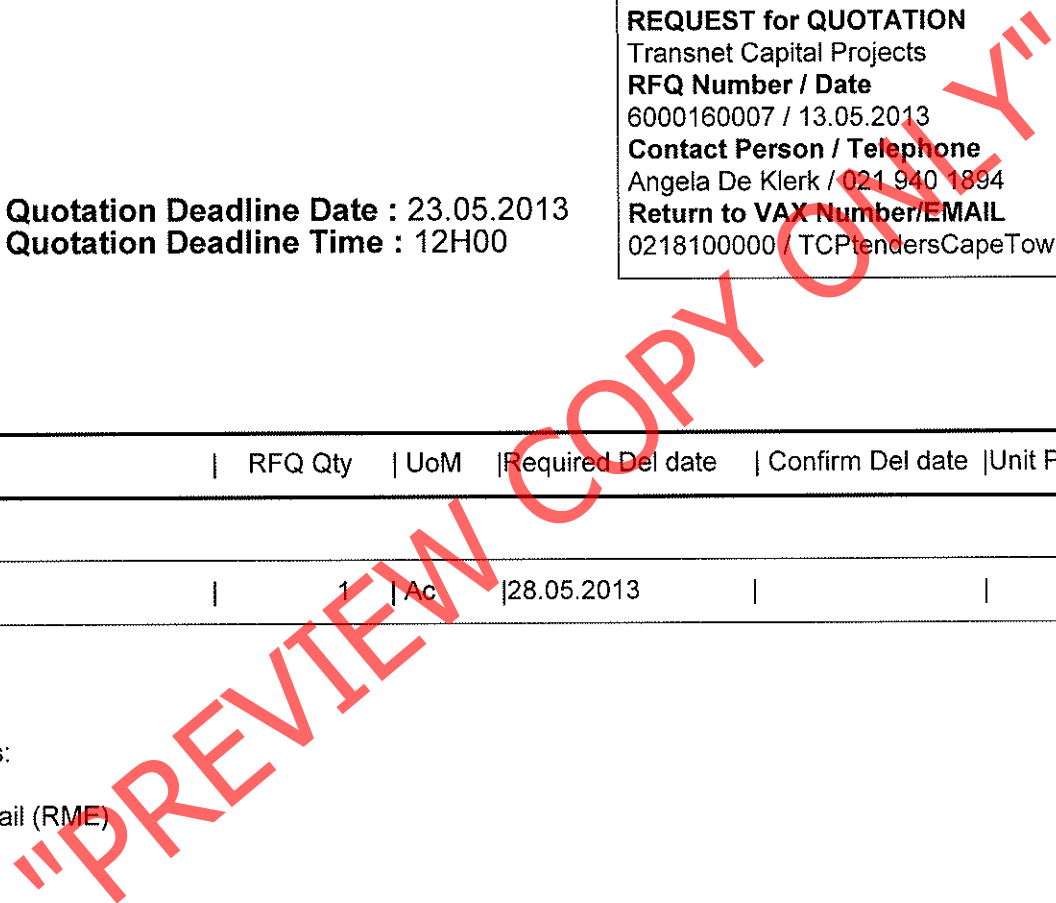 REQUEST for QUOTATION
Transnet Capital Projects
RFQ Number / Date
6000160007 / 13.05.2013
Contact Person / Telephone
Angela De Klerk / 021 940 1894
Return to VAX Number/EMAIL
0218100000 / TCPtendersCapeTow
Quotation Deadline Date : 23.05.2013
Quotation Deadline Time : 12H00
| RFQ Qty | UoM |Required Del date | Confirm Del date |Unit P
| 1 | Ac |28.05.2013 | |
s:
ail (RME)
"PREVIEW COPY ONLY"